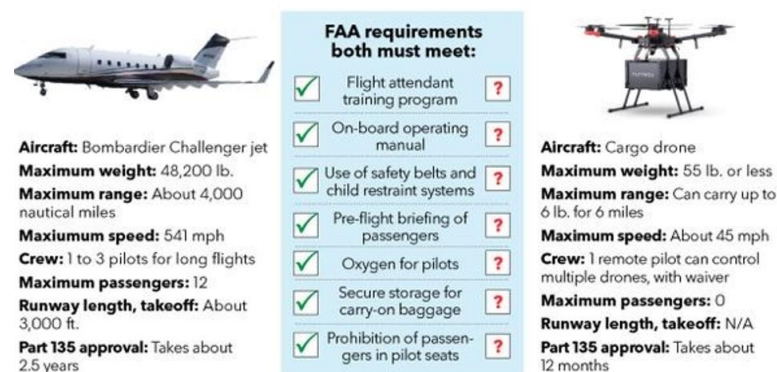 Aircraft: Bombardier Challenger jet
Maximum weight: 48,200 lb.
Maximum range: About 4,000
nautical miles
Maxiumum speed: 541 mph
Crew: 1 to 3 pilots for long flights
Maximum passengers: 12
Runway length, takeoff: About
3,000 ft.
Part 135 approval: Takes about
2.5 years
FAA requirements
both must meet:
Flight attendant
training program
?
On-board operating
manual
?
Use of safety belts and
child restraint systems
?
Pre-flight briefing of
passengers
?
Oxygen for pilots
?
Secure storage for
carry-on baggage
?
Prohibition of passen-
gers in pilot seats
?
Aircraft: Cargo drone
Maximum weight: 55 lb. or less
Maximum range: Can carry up to
6 lb. for 6 miles
Maximum speed: About 45 mph
Crew: 1 remote pilot can control
multiple drones, with waiver
Maximum passengers: 0
Runway length, takeoff: N/A
Part 135 approval: Takes about
12 months